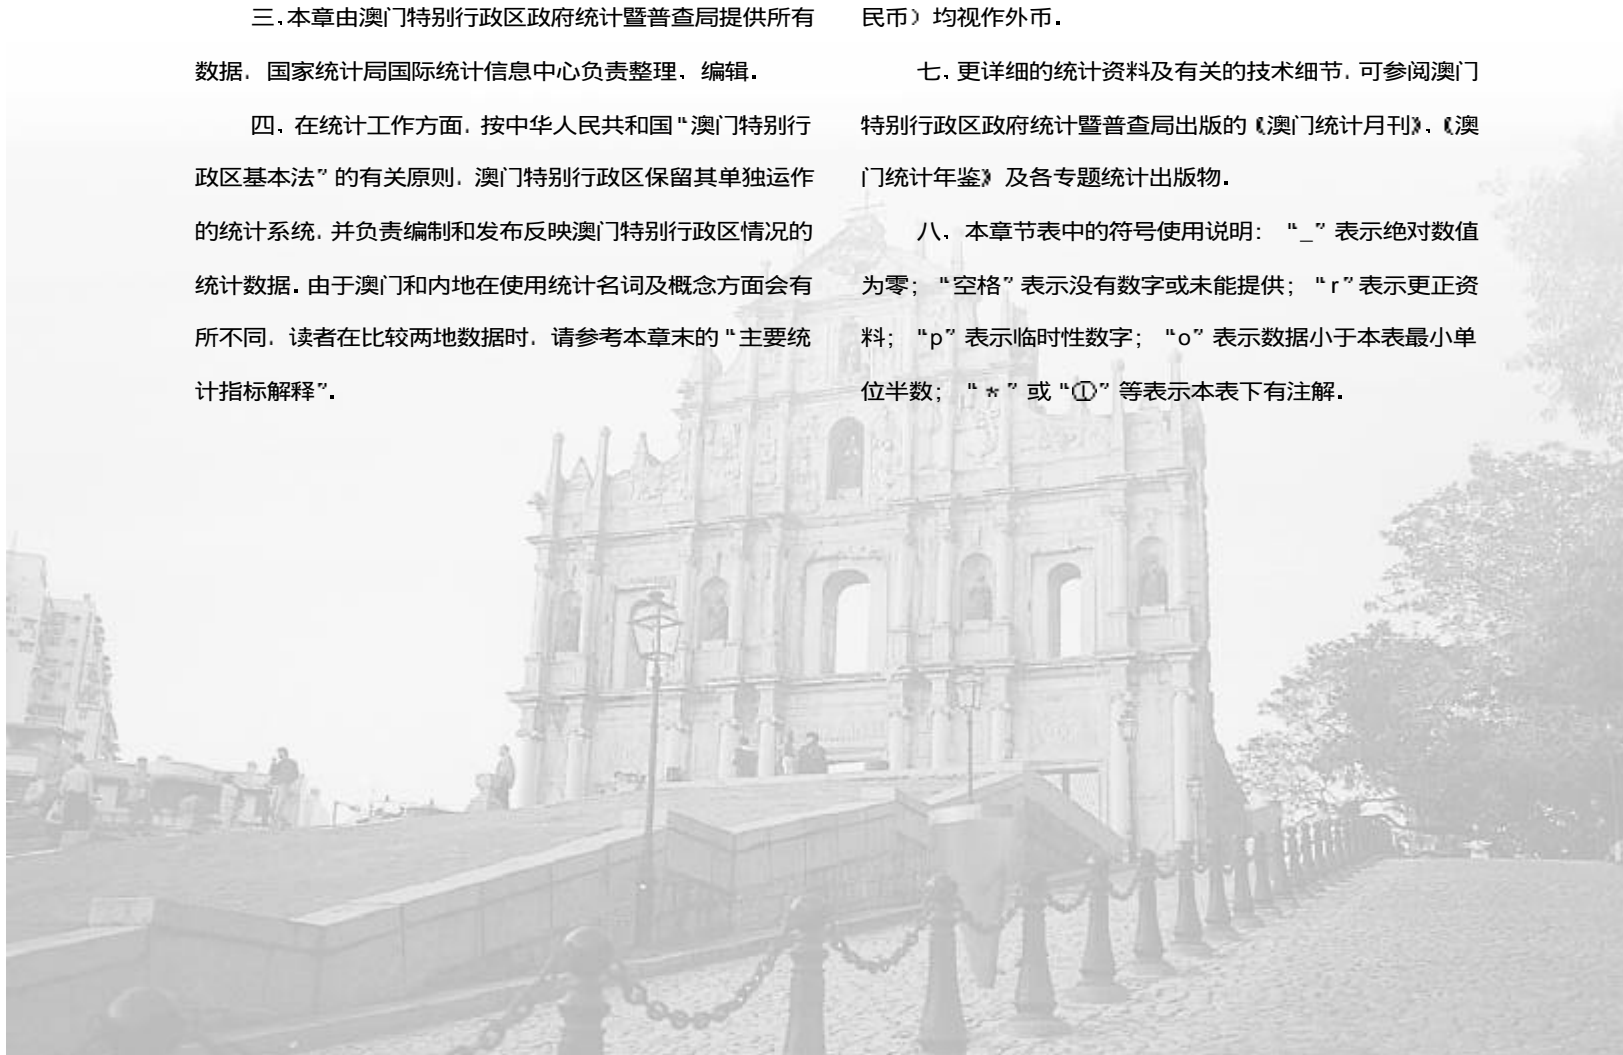 三、本章由澳门特别行政区政府统计暨普查局提供所有
数据，国家统计局国际统计信息中心负责整理、编辑.
四、在统计工作方面，按中华人民共和国“澳门特别行
政区基本法”的有关原则，澳门特别行政区保留其单独运作
的统计系统，并负责编制和发布反映澳门特别行政区情况的
统计数据.由于澳门和内地在使用统计名词及概念方面会有
所不同，读者在比较两地数据时，请参考本章末的“主要统
计指标解释”.
民币）均视作外币.
七、更详细的统计资料及有关的技术细节，可参阅澳门
特别行政区政府统计暨普查局出版的《澳门统计月刊》、《澳
门统计年鉴》及各专题统计出版物.
八、本章节表中的符号使用说明：“_”表示绝对数值
为零；“空格”表示没有数字或未能提供；“r”表示更正资
料；“p”表示临时性数字；“o”表示数据小于本表最小单
位半数；“*”或“①”等表示本表下有注解.